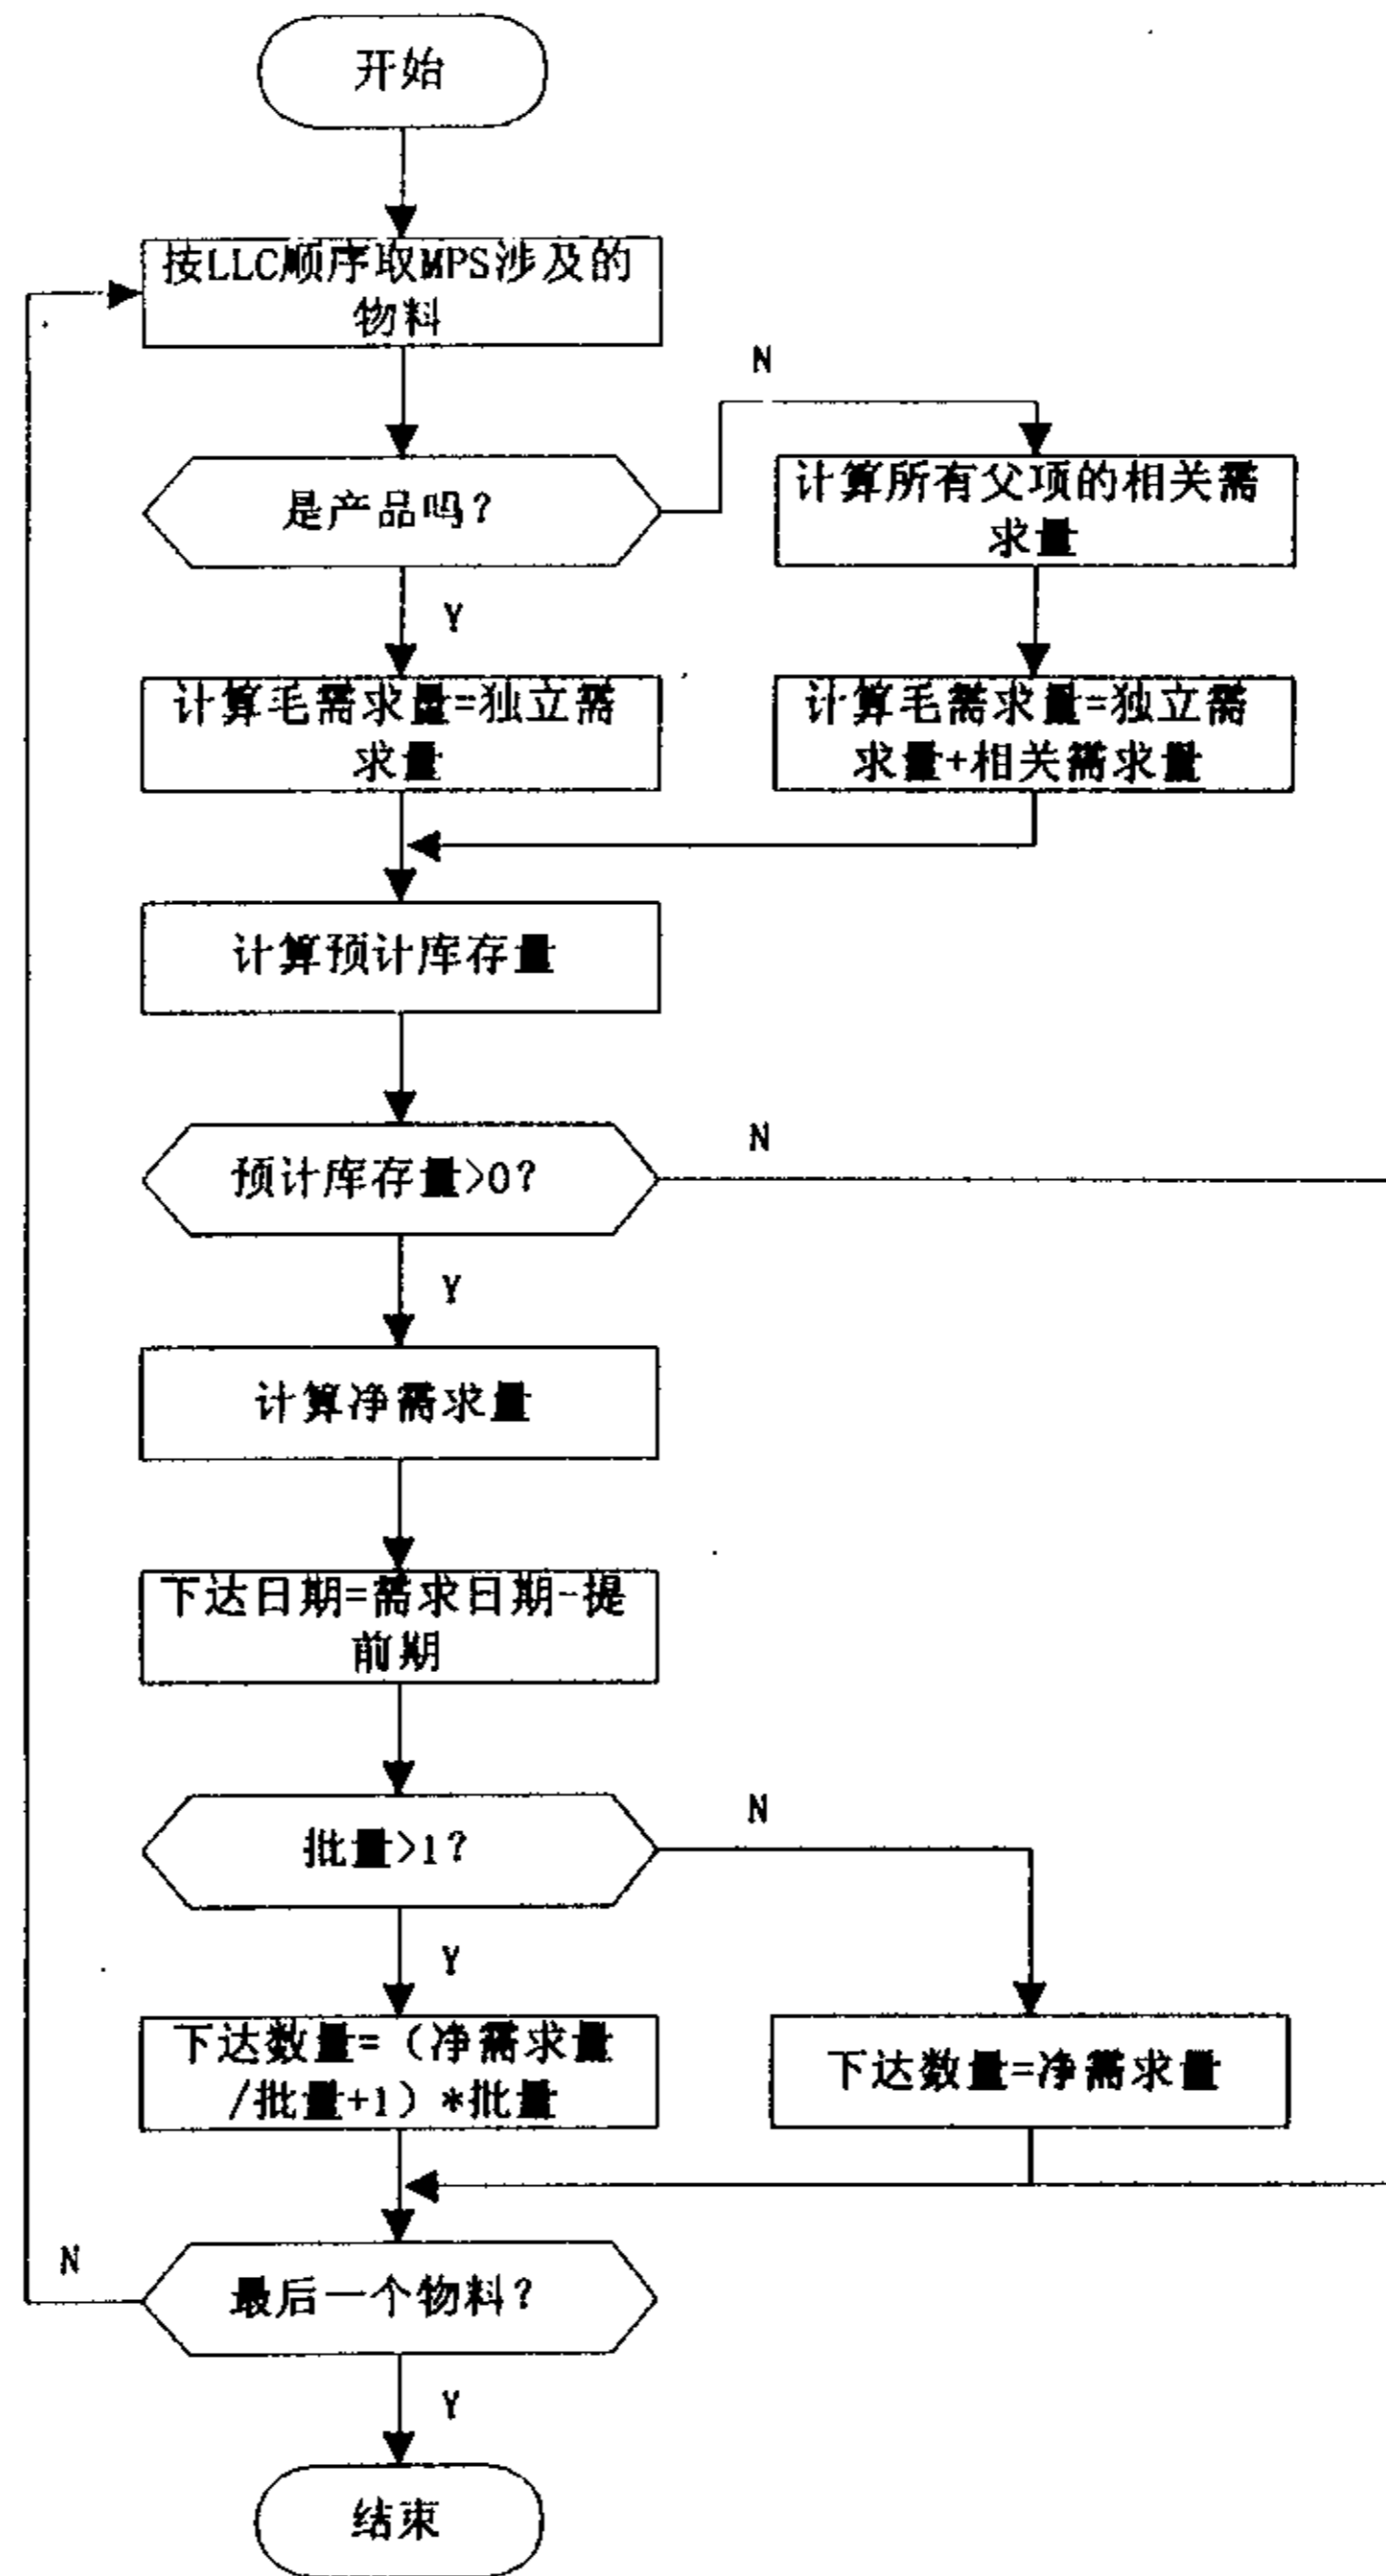 开始
按LLC顺序取MPS涉及的
物料
N
是产品吗?
计算所有父项的相关需
求量
Y
计算毛需求量=独立需
求量
计算毛需求量=独立需
求量+相关需求量
计算预计库存量
N
预计库存量>0?
Y
计算净需求量
下达日期=需求日期-提
前期
N
批量>1?
Y
下达数量=（净需求量
/批量+1）*批量
下达数量=净需求量
N
最后一个物料?
Y
结束